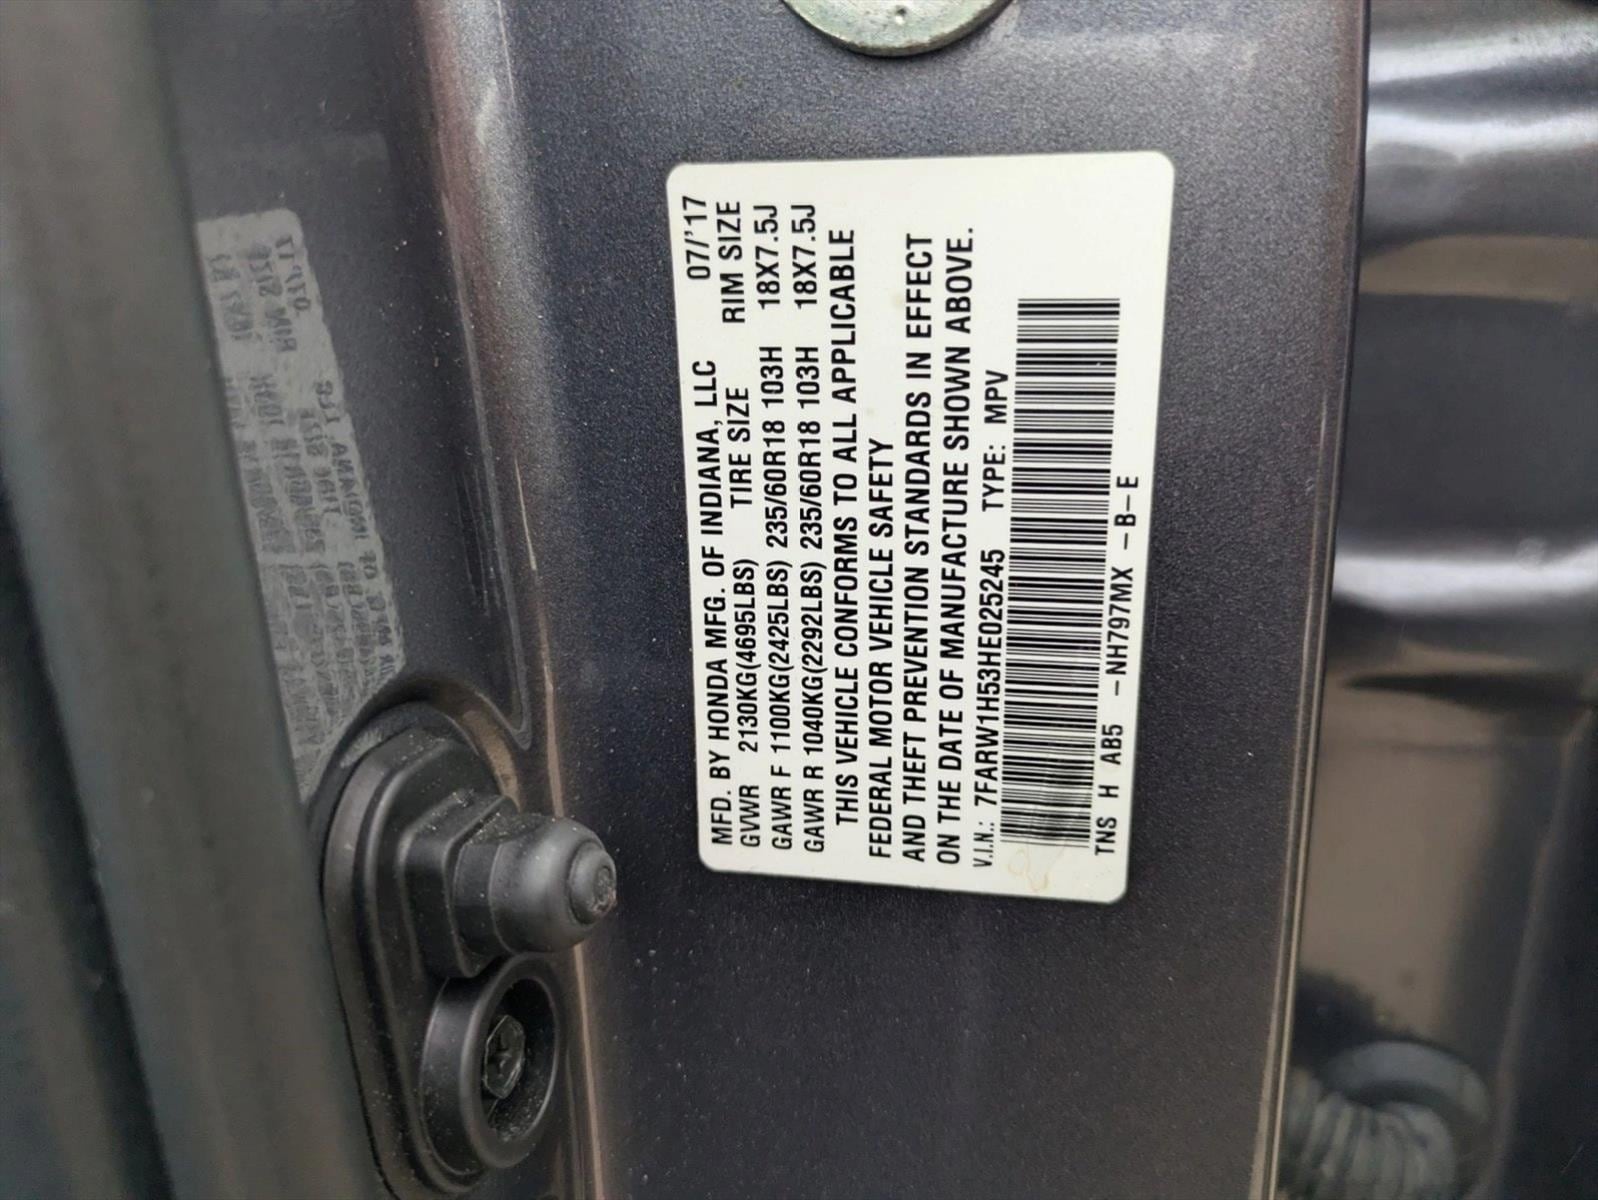 MFD. BY HONDA MFG. OF INDIANA, LLC 07/'17
GVWR 2130KG(4695LBS) TIRE SIZE RIM SIZE
GAWR F 1100KG(2425LBS) 235/60R18 103H 18X7.5J
GAWR R 1040KG(2292LBS) 235/60R18 103H 18X7.5J
THIS VEHICLE CONFORMS TO ALL APPLICABLE
FEDERAL MOTOR VEHICLE SAFETY
AND THEFT PREVENTION STANDARDS IN EFFECT
ON THE DATE OF MANUFACTURE SHOWN ABOVE.
V.I.N.: 7FARW1H53HE025245 TYPE: MPV
TNS H AB5 -NH797MX -B-E